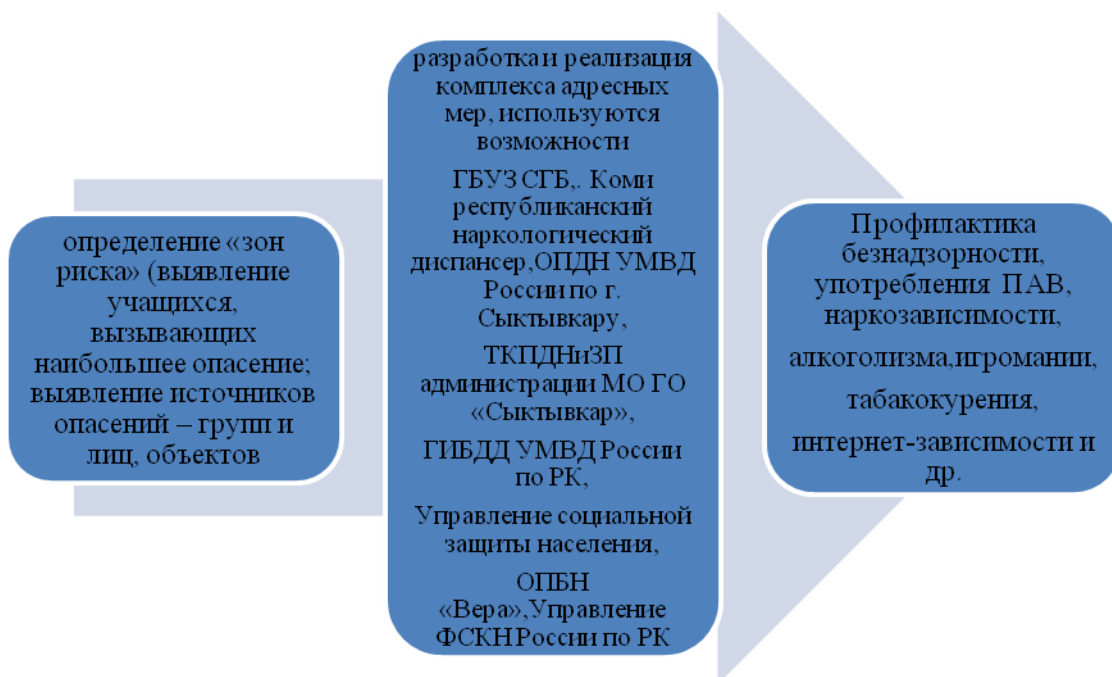 определение «зон
риска» (выявление
учащихся,
вызывающих
наибольшее опасение;
выявление источников
опасений – групп и
лиц, объектов
разработка и реализация
комплекса адресных
мер, используются
возможности
ГБУЗ СГБ,. Коми
республиканский
наркологический
диспансер,ОПДН УМВД
России по г.
Сыктывкару,
ТКПДНиЗП
администрации МО ГО
«Сыктывкар»,
ГИБДД УМВД России
по РК,
Управление социальной
защиты населения,
ОПБН
«Вера»,Управление
ФСКН России по РК
Профилактика
безнадзорности,
употребления ПАВ,
наркозависимости,
алкоголизма,игромании,
табакокурения,
интернет-зависимости и
др.